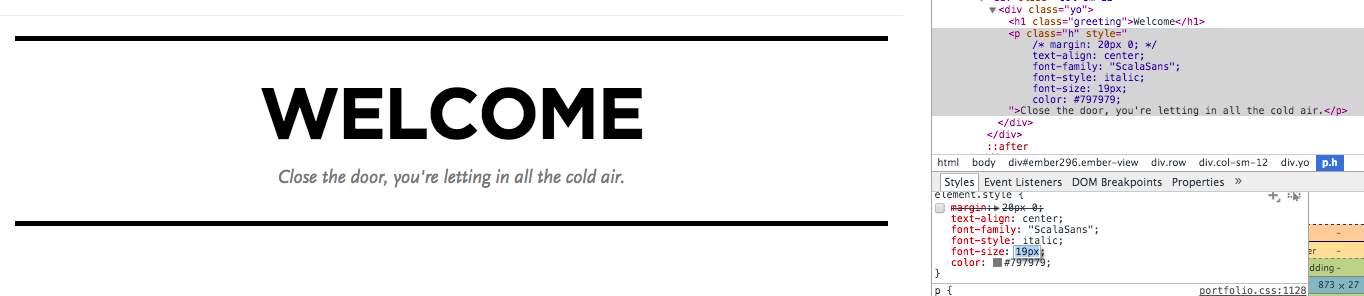 WELCOME
Close the door, you're letting in all the cold air.
<div class="yo">
<h1 class="greeting">Welcome</h1>
<p class="h" style="
/* margin: 20px 0; */
text-align: center;
font-family: "ScalaSans";
font-style: italic;
font-size: 19px;
color: #797979;
">Close the door, you're letting in all the cold air.</p>
</div>
</div>
::after
html body div#ember296.ember-view div.row div.col-sm-12 div.yo p.h
Styles Event Listeners DOM Breakpoints Properties »
element.style {
margin: 20px 0;
text-align: center;
font-family: "ScalaSans";
font-style: italic;
font-size: 19px;
color: #797979;
}
p { portfolio.css:1128
-
er -
dding -
873 × 27